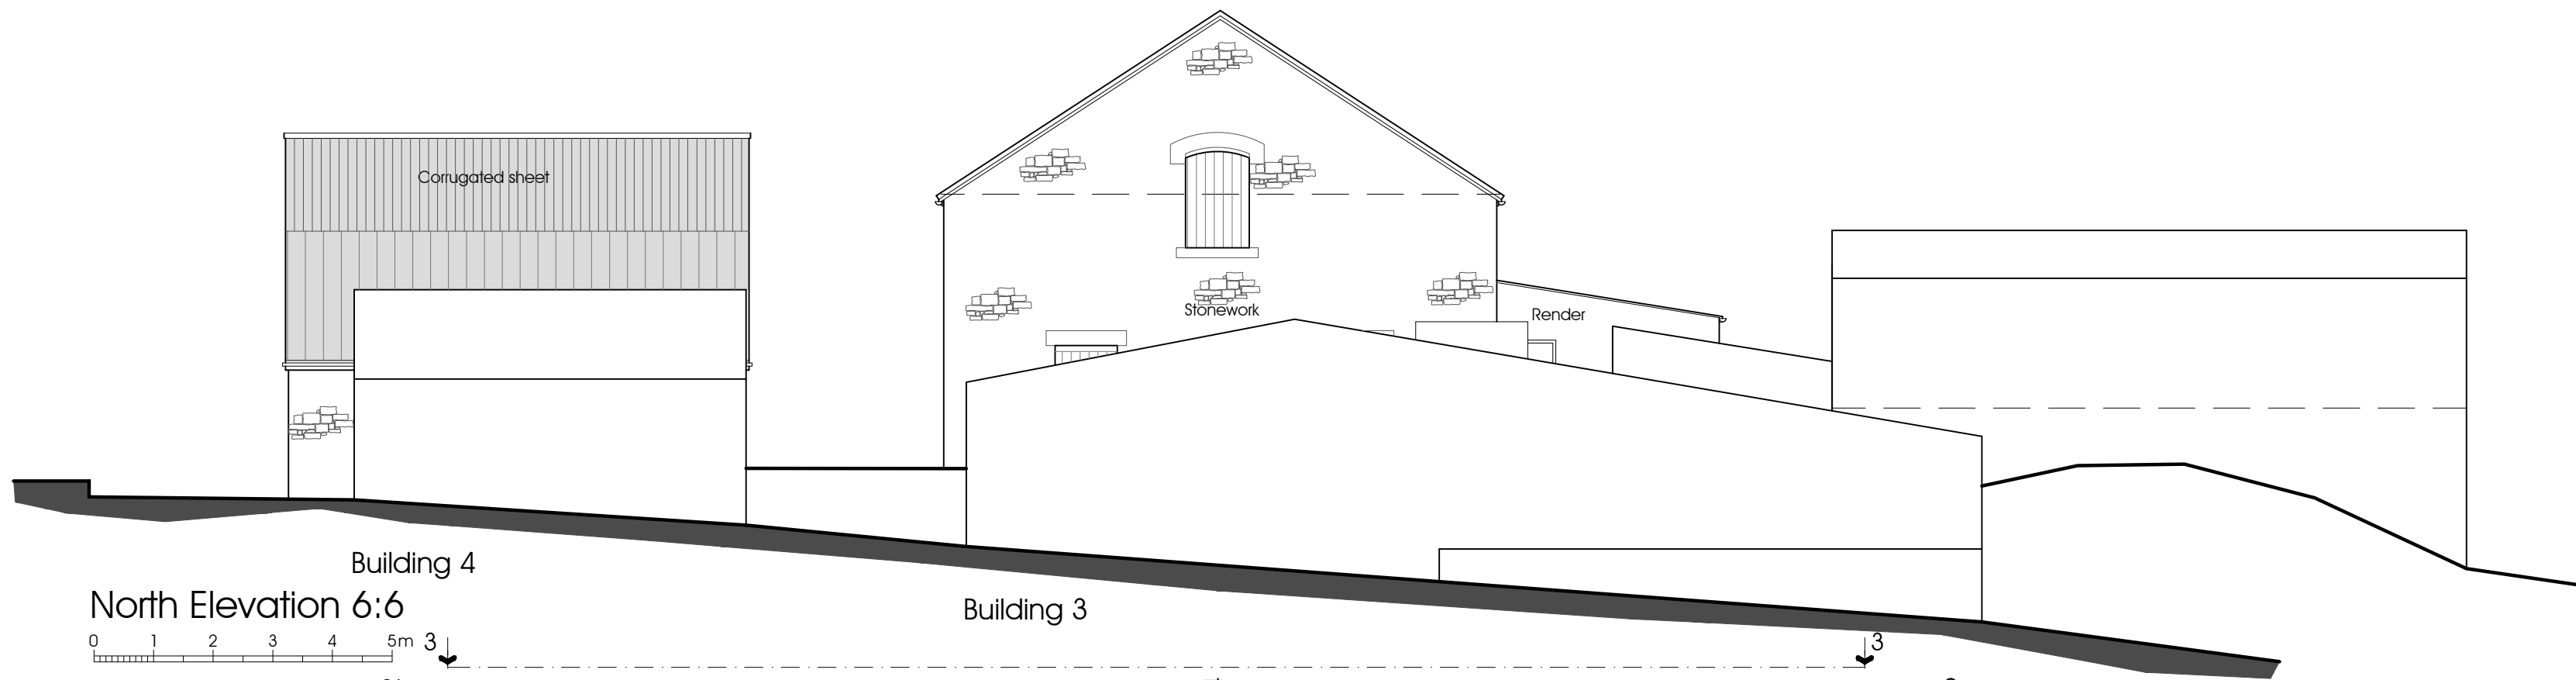 Corrugated sheet
Stonework
Render
Building 4
North Elevation 6:6
Building 3
0 1 2 3 4 5m
3 3